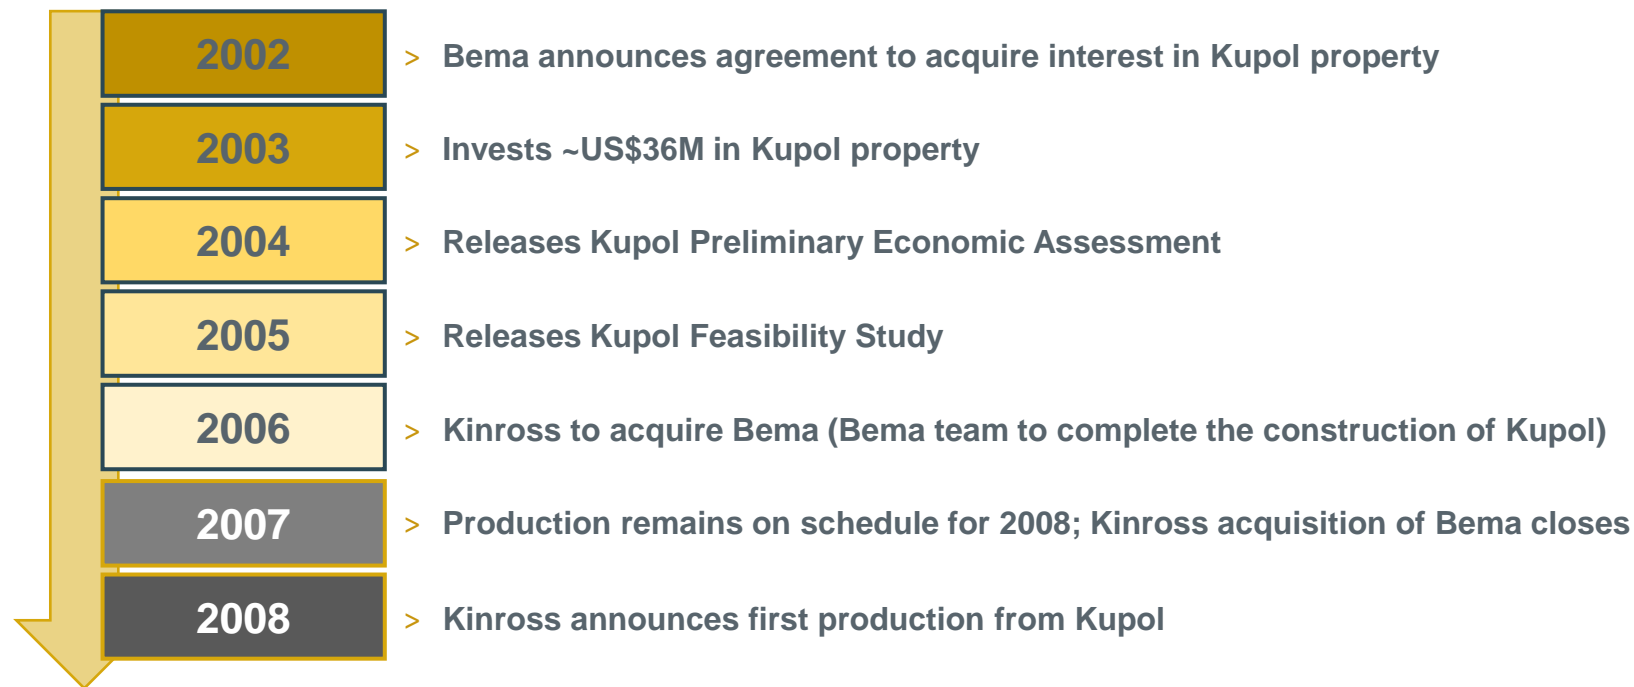 2002 > Bema announces agreement to acquire interest in Kupol property
2003 > Invests ~US$36M in Kupol property
2004 > Releases Kupol Preliminary Economic Assessment
2005 > Releases Kupol Feasibility Study
2006 > Kinross to acquire Bema (Bema team to complete the construction of Kupol)
2007 > Production remains on schedule for 2008; Kinross acquisition of Bema closes
2008 > Kinross announces first production from Kupol